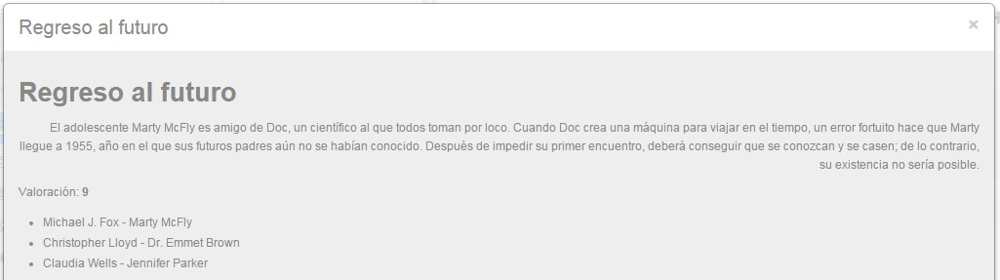 Regreso al futuro
×
Regreso al futuro
El adolescente Marty McFly es amigo de Doc, un científico al que todos toman por loco. Cuando Doc crea una máquina para viajar en el tiempo, un error fortuito hace que Marty
llegue a 1955, año en el que sus futuros padres aún no se habían conocido. Después de impedir su primer encuentro, deberá conseguir que se conozcan y se casen; de lo contrario,
su existencia no sería posible.
Valoración: 9
• Michael J. Fox - Marty McFly
• Christopher Lloyd - Dr. Emmet Brown
• Claudia Wells - Jennifer Parker